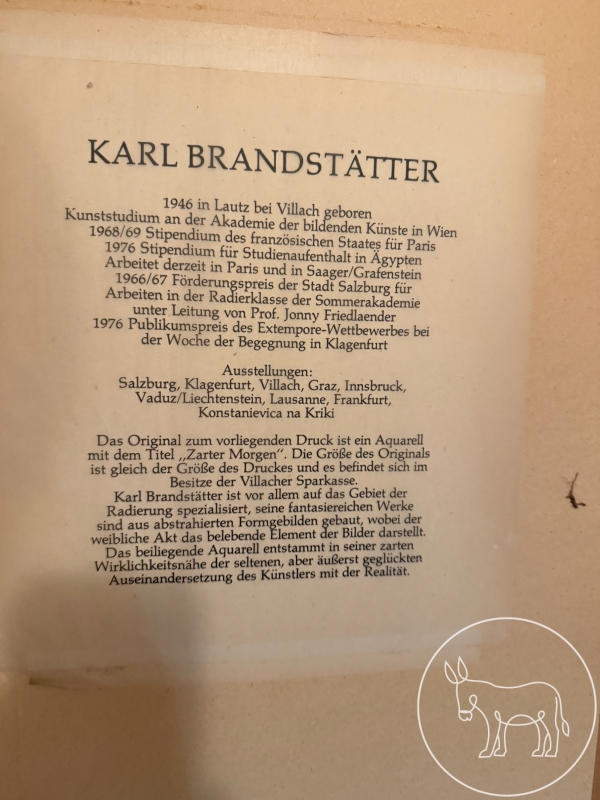 KARL BRANDSTÄTTER
1946 in Lautz bei Villach geboren
Kunststudium an der Akademie der bildenden Künste in Wien
1968/69 Stipendium des französischen Staates für Paris
1976 Stipendium für Studienaufenthalt in Ägypten
Arbeitet derzeit in Paris und in Saager/Grafenstein
1966/67 Förderungspreis der Stadt Salzburg für
Arbeiten in der Radierklasse der Sommerakademie
unter Leitung von Prof. Jonny Friedlaender
1976 Publikumspreis des Extempore-Wettbewerbes bei
der Woche der Begegnung in Klagenfurt
Ausstellungen:
Salzburg, Klagenfurt, Villach, Graz, Innsbruck,
Vaduz/Liechtenstein, Lausanne, Frankfurt,
Konstanievica na Kriki
Das Original zum vorliegenden Druck ist ein Aquarell
mit dem Titel „Zarter Morgen". Die Größe des Originals
ist gleich der Größe des Druckes und es befindet sich im
Besitze der Villacher Sparkasse.
Karl Brandstätter ist vor allem auf das Gebiet der
Radierung spezialisiert, seine fantasiereichen Werke
sind aus abstrahierten Formgebilden gebaut, wobei der
weibliche Akt das belebende Element der Bilder darstellt.
Das beiliegende Aquarell entstammt in seiner zarten
Wirklichkeitsnähe der seltenen, aber äußerst geglückten
Auseinandersetzung des Künstlers mit der Realität.